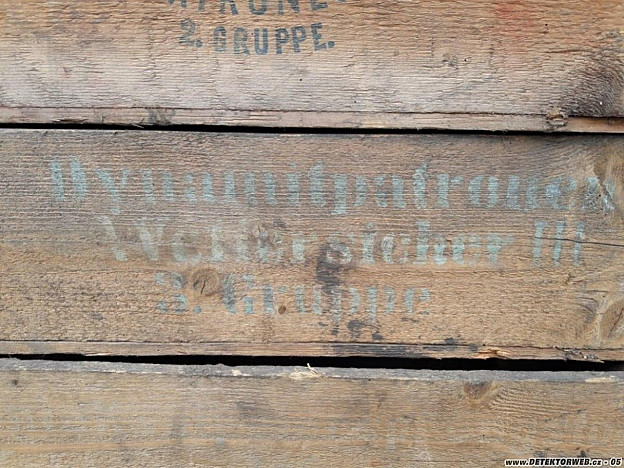 2. GRUPPE.
Dynamitpatronen
Wettersicher III
2. Gruppe
www.DETEKTORWEB.cz - 05